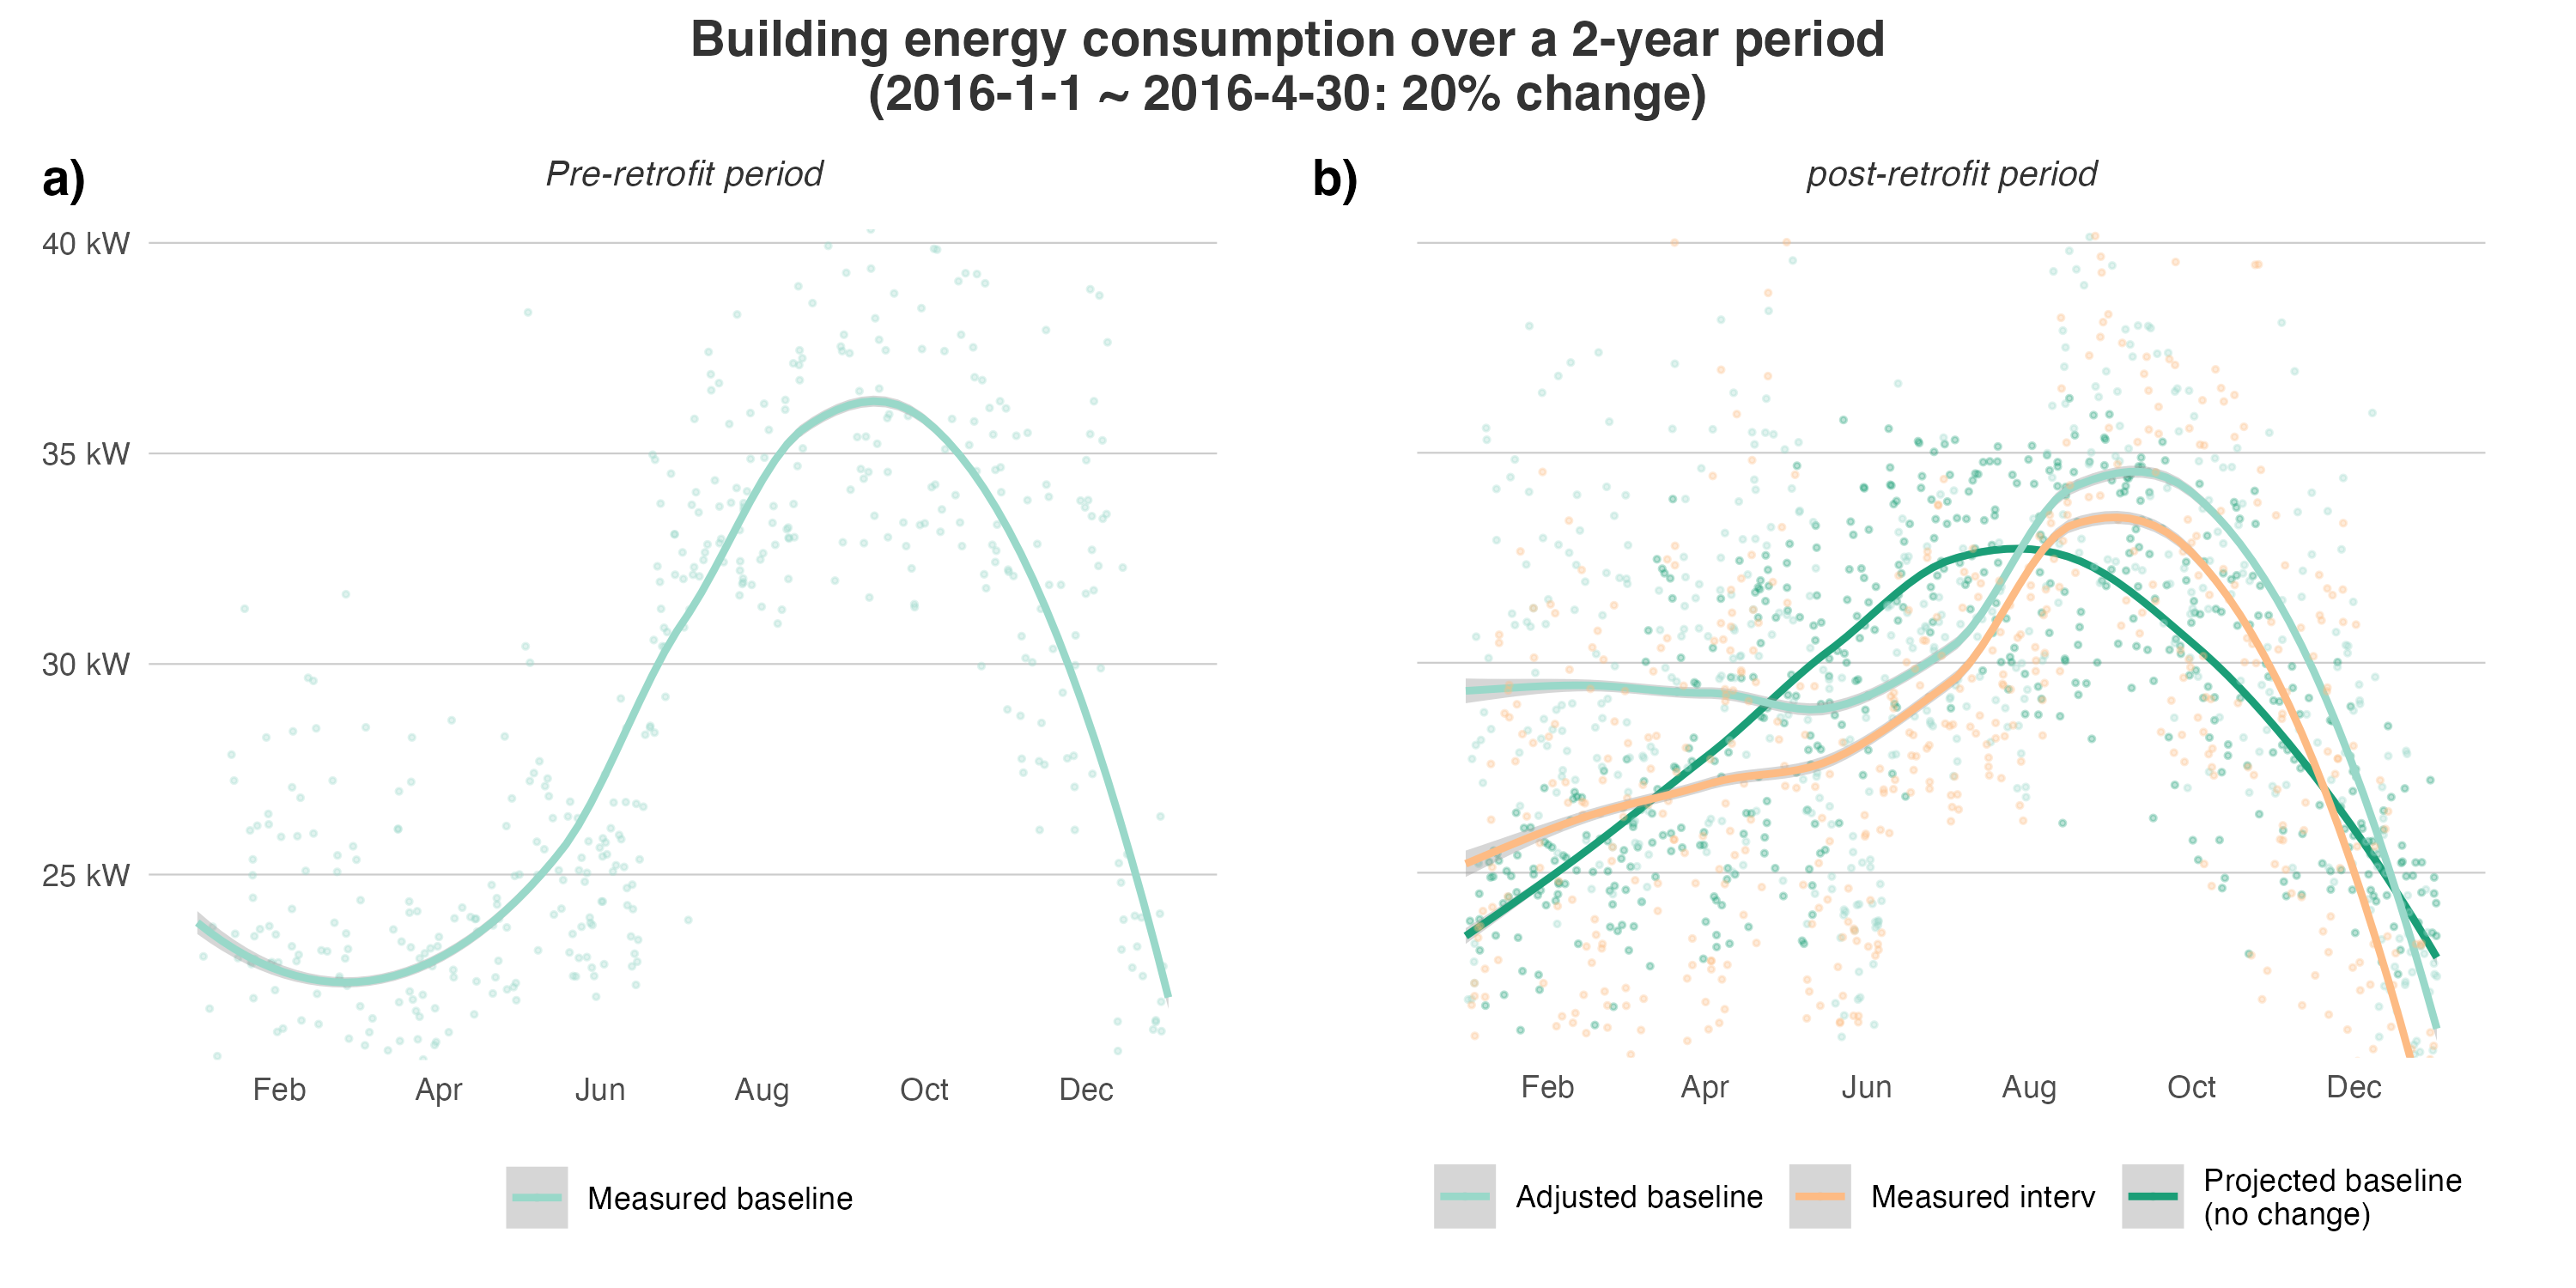 Building energy consumption over a 2-year period
(2016-1-1 ~ 2016-4-30: 20% change)
a)
Pre-retrofit period
40 kW
35 kW
30 kW
25 kW
Feb Apr Jun Aug Oct Dec
Measured baseline
b)
post-retrofit period
Feb Apr Jun Aug Oct Dec
Adjusted baseline
Measured interv
Projected baseline
(no change)